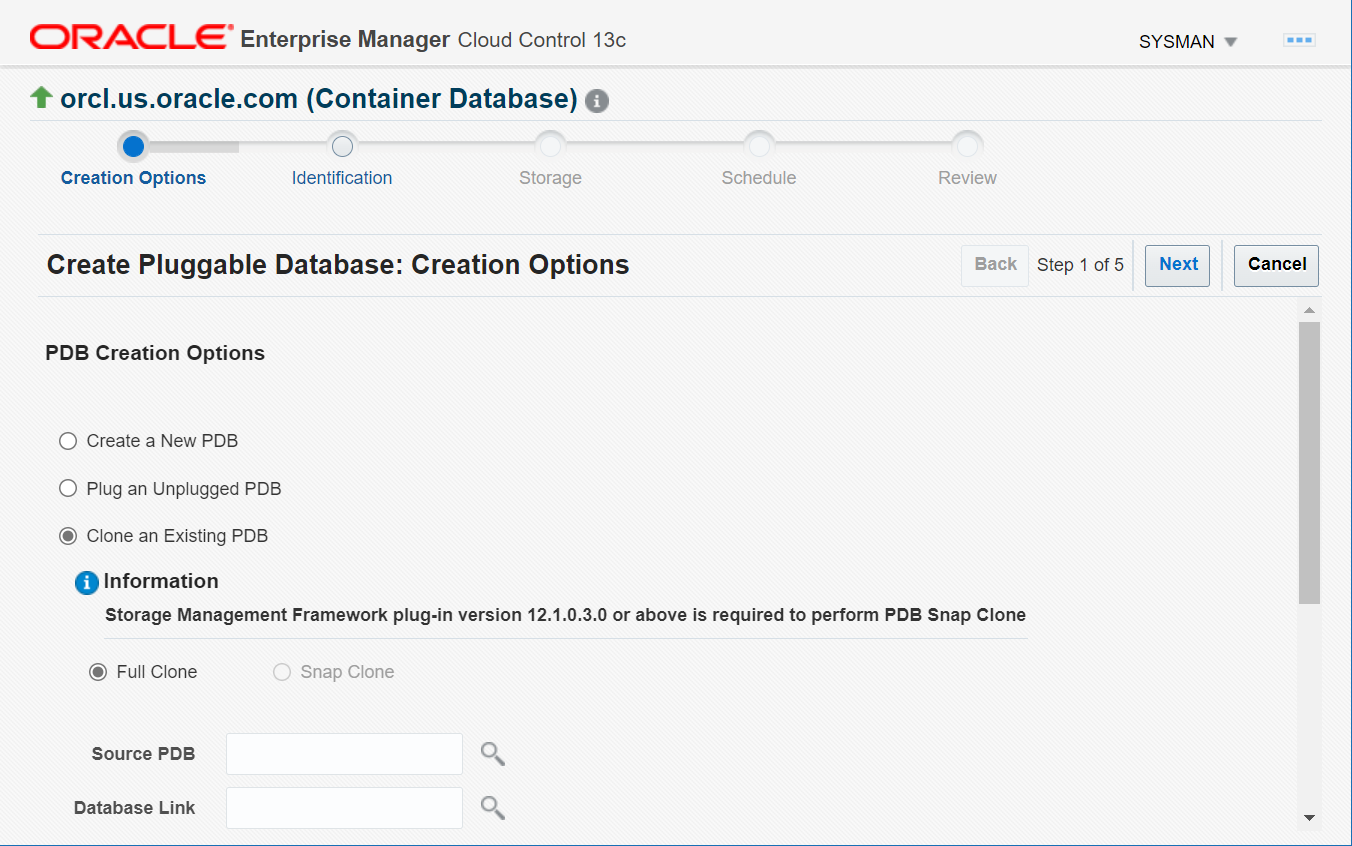 ORACLE Enterprise Manager Cloud Control 13c
SYSMAN
orcl.us.oracle.com (Container Database)
Creation Options
Identification
Storage
Schedule
Review
Create Pluggable Database: Creation Options
Back
Step 1 of 5
Next
Cancel
PDB Creation Options
Create a New PDB
Plug an Unplugged PDB
Clone an Existing PDB
Information
Storage Management Framework plug-in version 12.1.0.3.0 or above is required to perform PDB Snap Clone
Full Clone
Snap Clone
Source PDB
Database Link